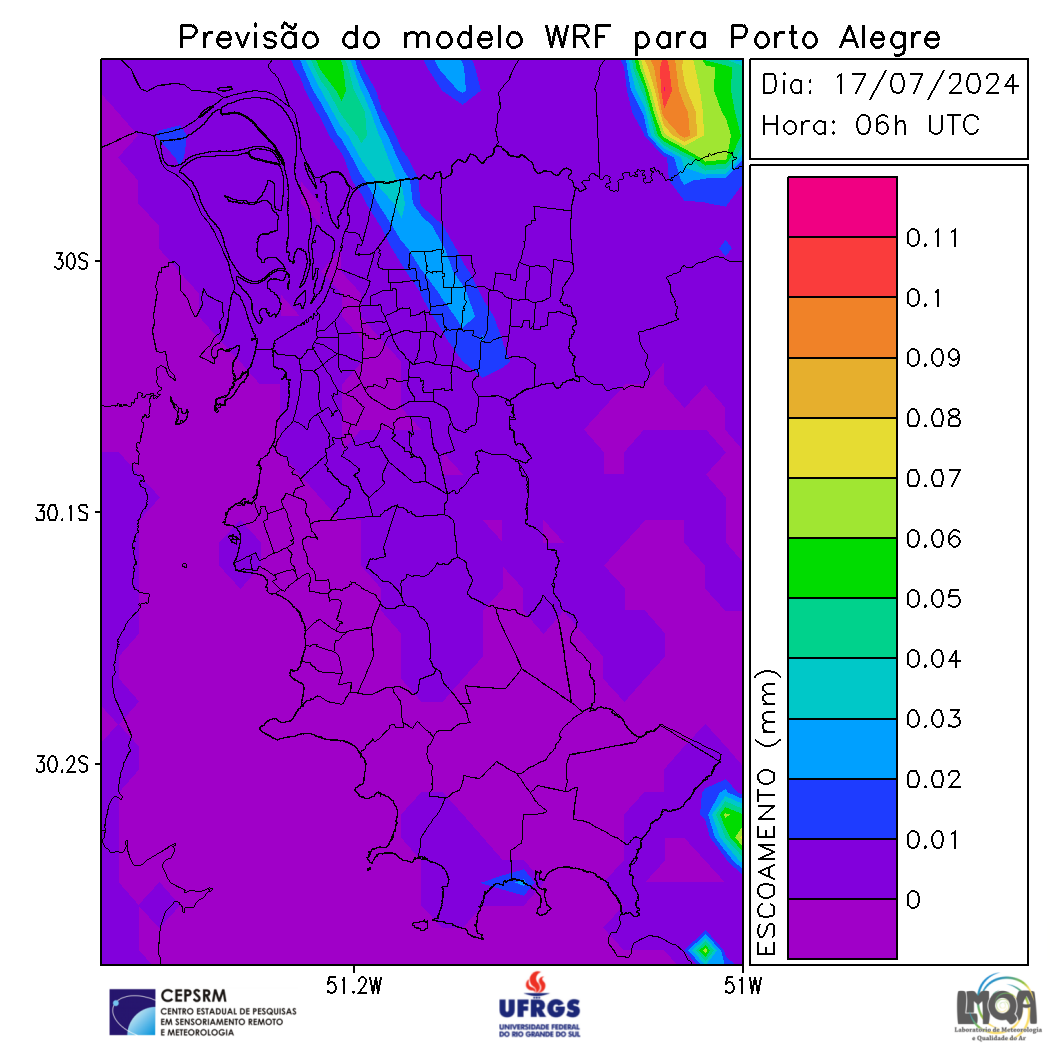 Previsão do modelo WRF para Porto Alegre
Dia: 17/07/2024
Hora: 06h UTC
30S
30.1S
30.2S
51.2W
51W
ESCOAMENTO (mm)
0.11
0.1
0.09
0.08
0.07
0.06
0.05
0.04
0.03
0.02
0.01
0
CEPSRM
CENTRO ESTADUAL DE PESQUISAS
EM SENSORIAMENTO REMOTO
E METEOROLOGIA
UFRGS
UNIVERSIDADE FEDERAL
DO RIO GRANDE DO SUL
LMQA
Laboratório de Meteorologia
e Qualidade do Ar